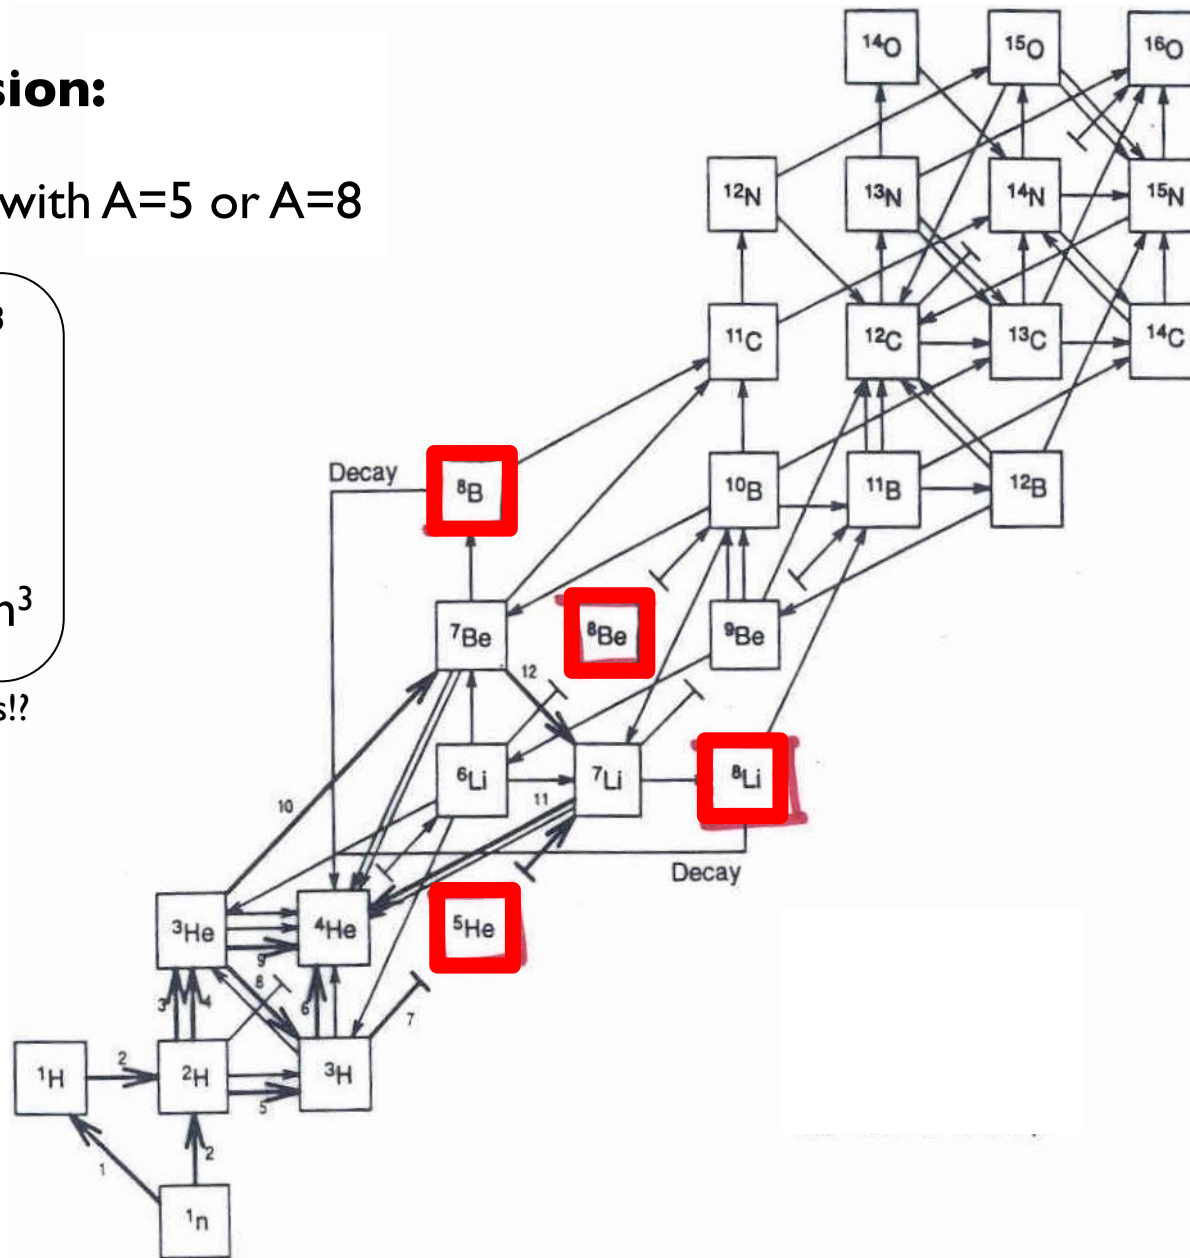 sion:
with A=5 or A=8
3
n³
s!?
¹⁴O ¹⁵O ¹⁶O
¹²N ¹³N ¹⁴N ¹⁵N
¹¹C ¹²C ¹³C ¹⁴C
Decay
⁸B ¹⁰B ¹¹B ¹²B
⁷Be ⁸Be ⁹Be
12
⁶Li ⁷Li ⁸Li
10 11
Decay
³He ⁴He ⁵He
9
8
3 4 6
7
¹H 2 ²H ³H
5
1 2
¹n